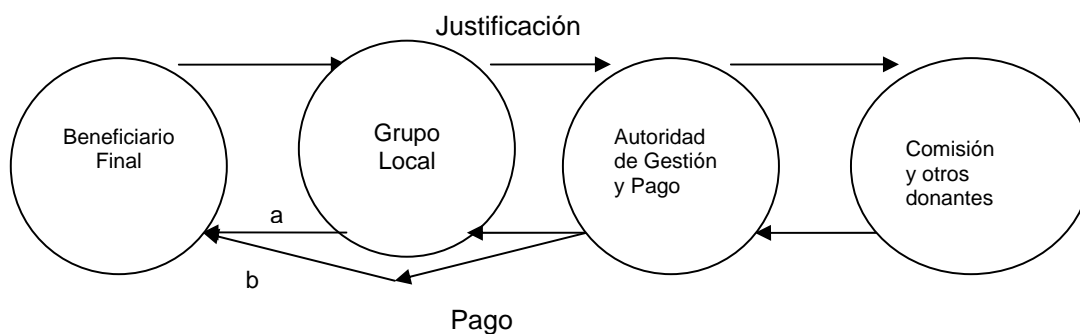 Justificación
Beneficiario
Final
Grupo
Local
Autoridad
de Gestión
y Pago
Comisión
y otros
donantes
a
b
Pago